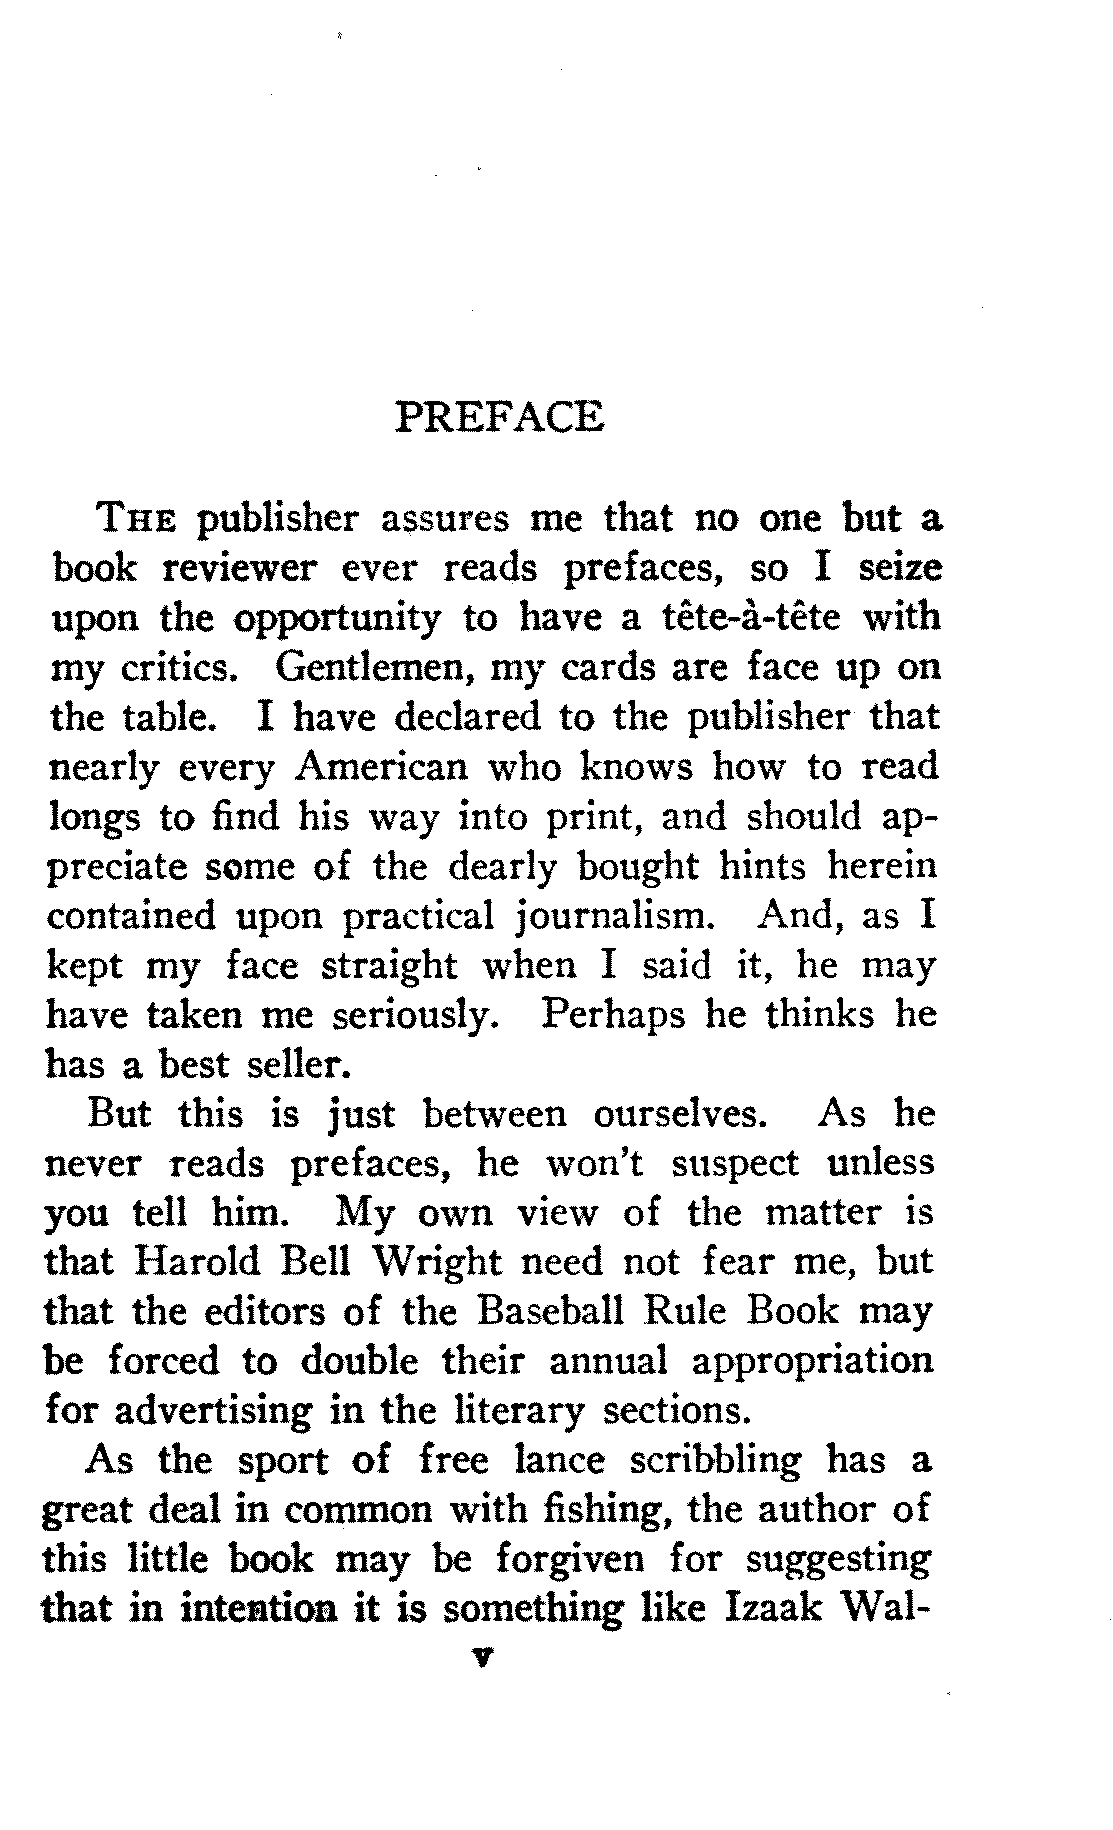 PREFACE
THE publisher assures me that no one but a
book reviewer ever reads prefaces, so I seize
upon the opportunity to have a tête-à-tête with
my critics. Gentlemen, my cards are face up on
the table. I have declared to the publisher that
nearly every American who knows how to read
longs to find his way into print, and should ap-
preciate some of the dearly bought hints herein
contained upon practical journalism. And, as I
kept my face straight when I said it, he may
have taken me seriously. Perhaps he thinks he
has a best seller.
But this is just between ourselves. As he
never reads prefaces, he won't suspect unless
you tell him. My own view of the matter is
that Harold Bell Wright need not fear me, but
that the editors of the Baseball Rule Book may
be forced to double their annual appropriation
for advertising in the literary sections.
As the sport of free lance scribbling has a
great deal in common with fishing, the author of
this little book may be forgiven for suggesting
that in intention it is something like Izaak Wal-
v